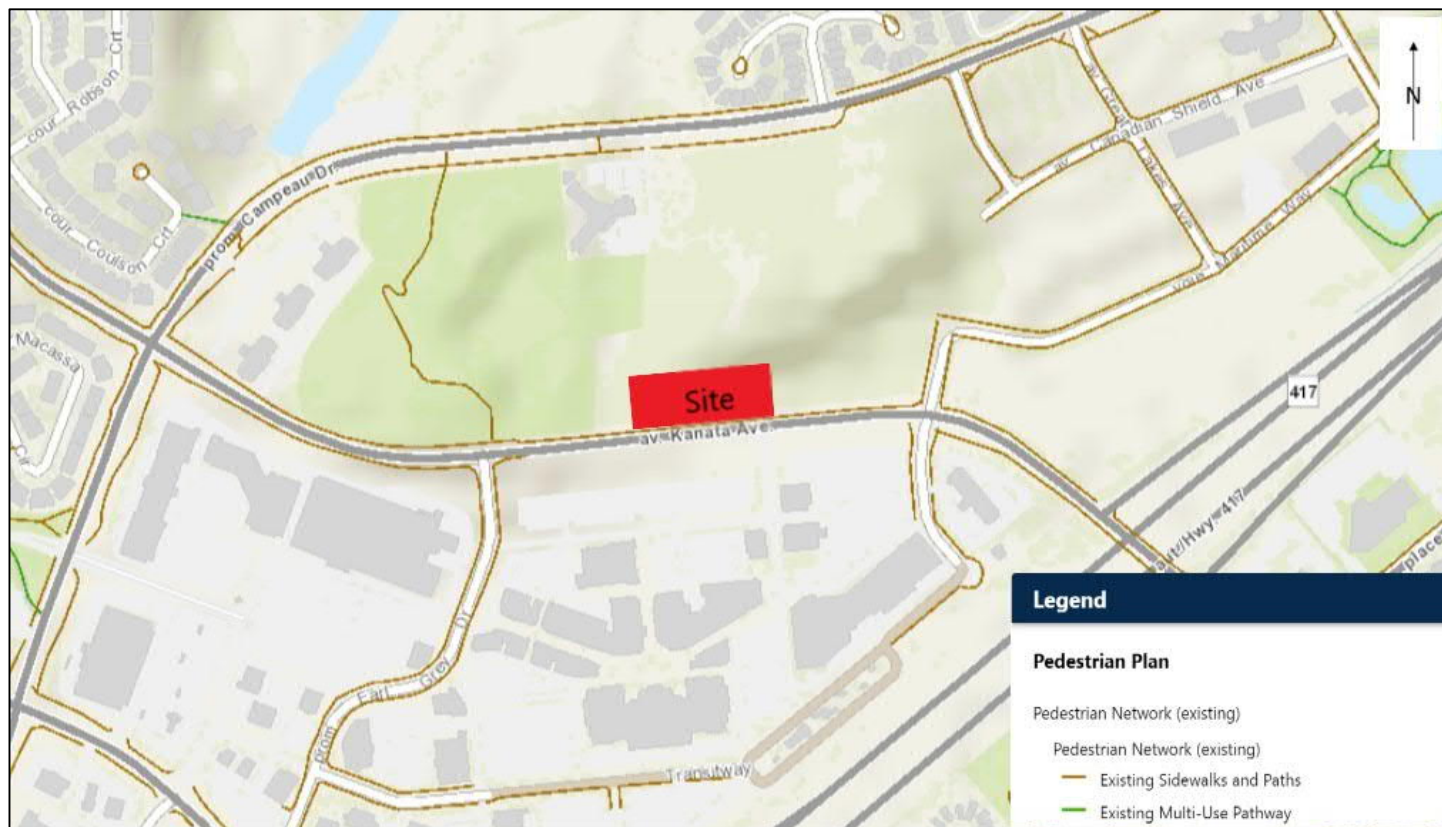 cour Robson Crt
cour Coulson Crt
prom. Campeau Dr
av. Great Lakes Ave
av. Canadian Shield Ave
N
Macassa
Cir
voie Maritime Way
417
Site
av. Kanata Ave.
aut/Hwy. 417
place
prom Earl Grey Dr
Transitway
Legend
Pedestrian Plan
Pedestrian Network (existing)
Pedestrian Network (existing)
Existing Sidewalks and Paths
Existing Multi-Use Pathway